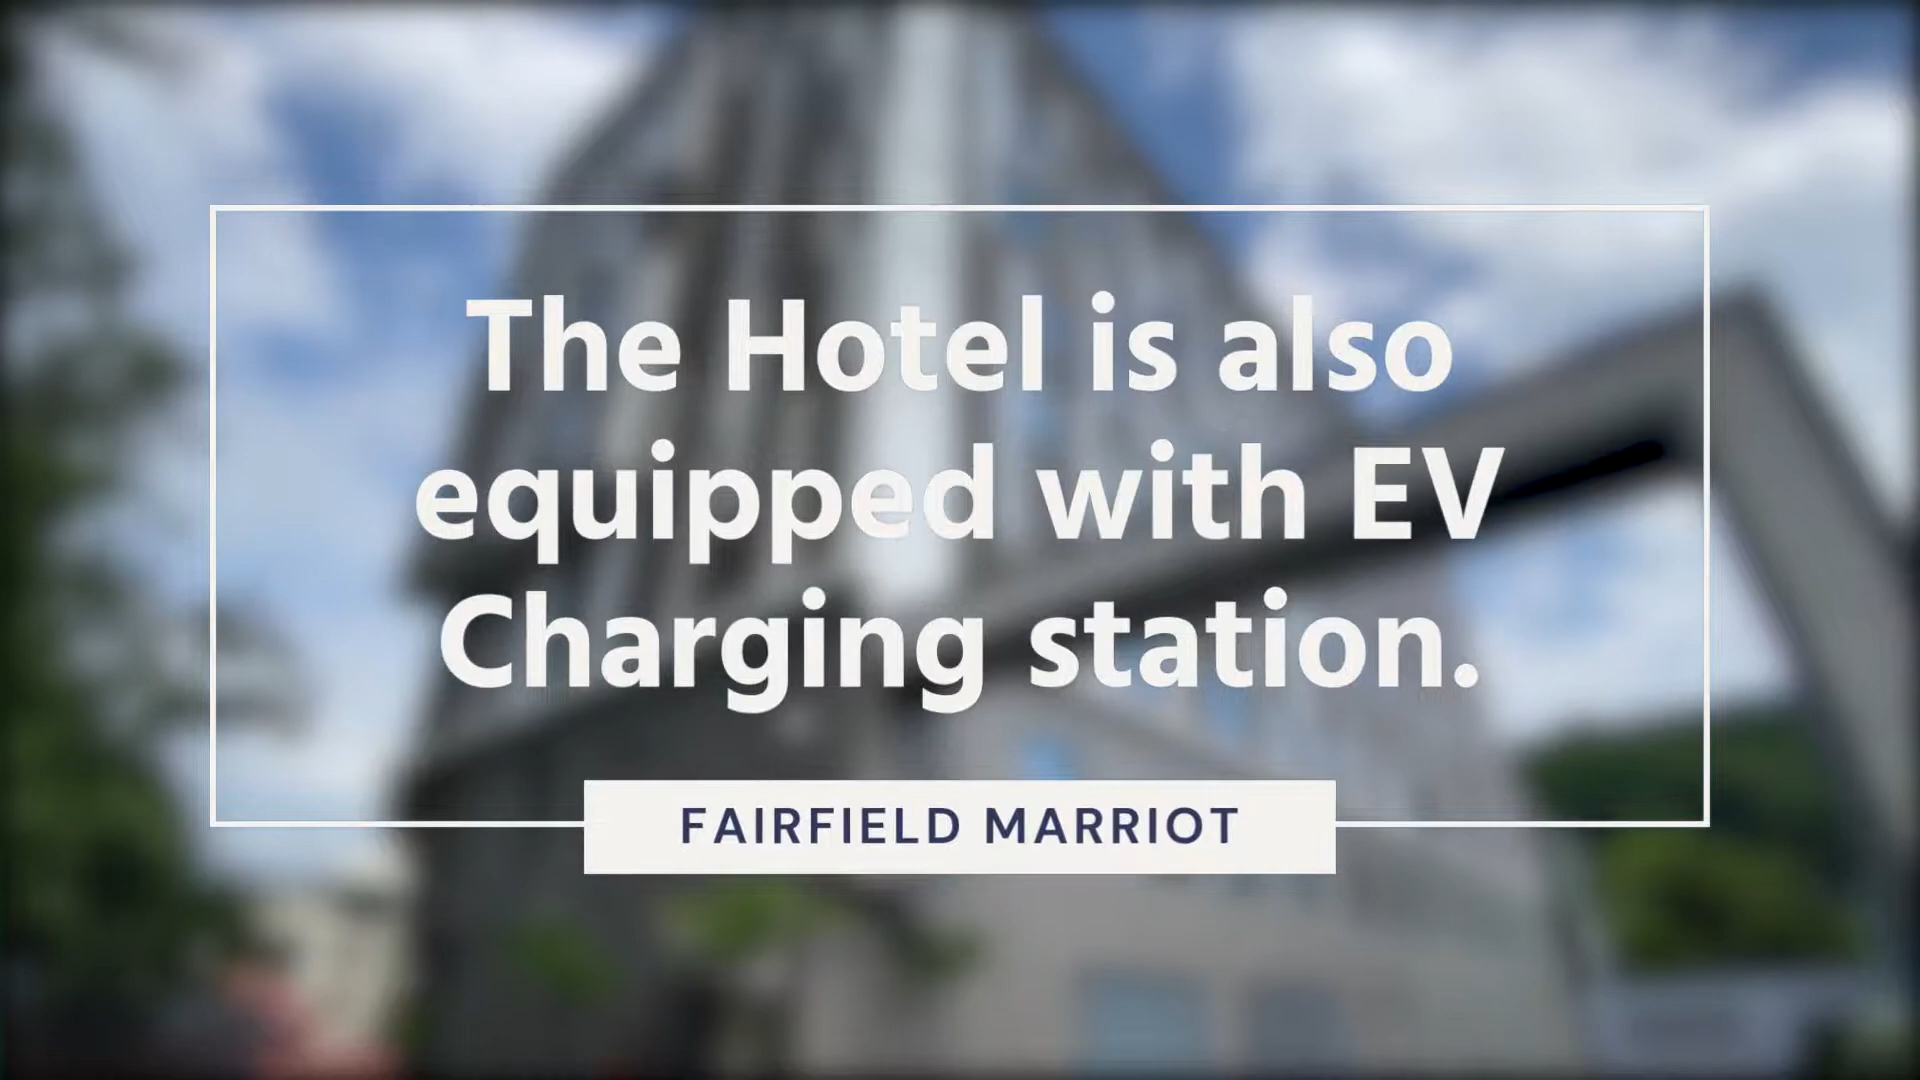 The Hotel is also
equipped with EV
Charging station.
FAIRFIELD MARRIOT